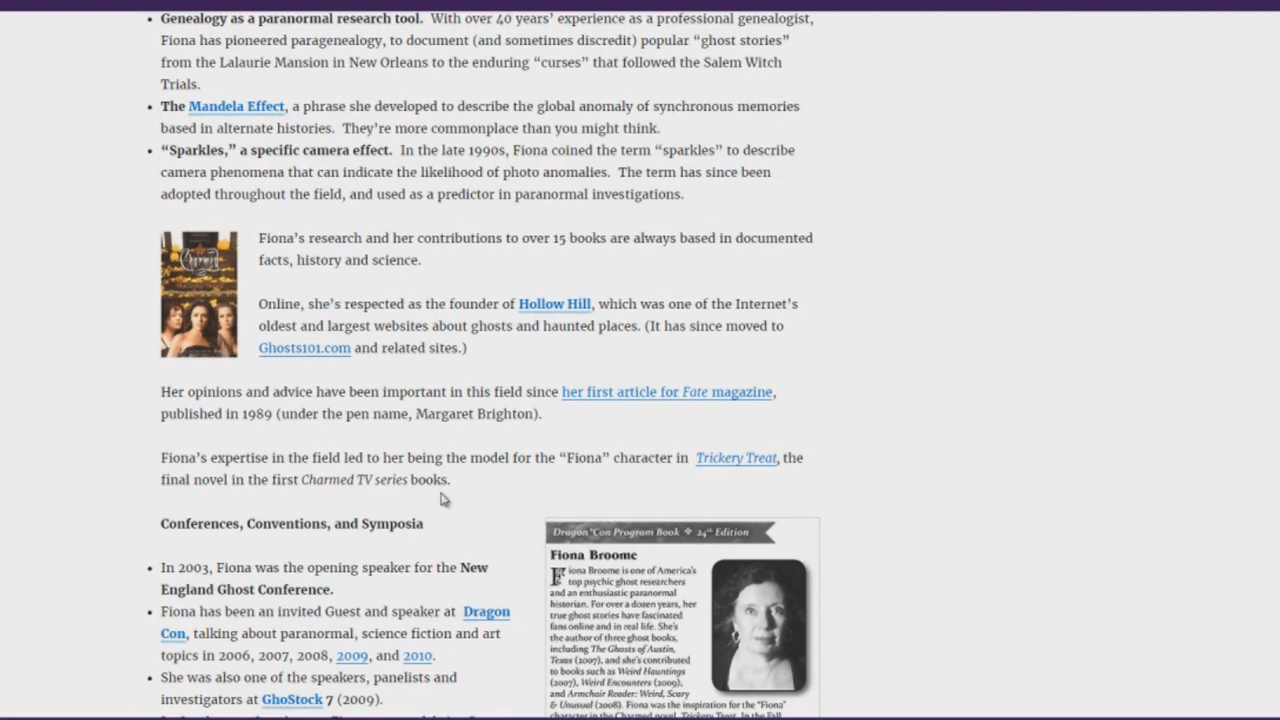 • Genealogy as a paranormal research tool.  With over 40 years’ experience as a professional genealogist,
Fiona has pioneered paragenealogy, to document (and sometimes discredit) popular “ghost stories”
from the Lalaurie Mansion in New Orleans to the enduring “curses” that followed the Salem Witch
Trials.
• The Mandela Effect, a phrase she developed to describe the global anomaly of synchronous memories
based in alternate histories.  They’re more commonplace than you might think.
• “Sparkles,” a specific camera effect.  In the late 1990s, Fiona coined the term “sparkles” to describe
camera phenomena that can indicate the likelihood of photo anomalies.  The term has since been
adopted throughout the field, and used as a predictor in paranormal investigations.
Charmed
Fiona’s research and her contributions to over 15 books are always based in documented
facts, history and science.
Online, she’s respected as the founder of Hollow Hill, which was one of the Internet’s
oldest and largest websites about ghosts and haunted places. (It has since moved to
Ghosts101.com and related sites.)
Her opinions and advice have been important in this field since her first article for Fate magazine,
published in 1989 (under the pen name, Margaret Brighton).
Fiona’s expertise in the field led to her being the model for the “Fiona” character in  Trickery Treat, the
final novel in the first Charmed TV series books.
Conferences, Conventions, and Symposia
• In 2003, Fiona was the opening speaker for the New
England Ghost Conference.
• Fiona has been an invited Guest and speaker at  Dragon
Con, talking about paranormal, science fiction and art
topics in 2006, 2007, 2008, 2009, and 2010.
• She was also one of the speakers, panelists and
investigators at GhoStock 7 (2009).
Dragon*Con Program Book ❖ 24th Edition
Fiona Broome
Fiona Broome is one of America's
top psychic ghost researchers
and an enthusiastic paranormal
historian. For over a dozen years, her
true ghost stories have fascinated
fans online and in real life. She's
the author of three ghost books,
including The Ghosts of Austin,
Texas (2007), and she's contributed
to books such as Weird Hauntings
(2007), Weird Encounters (2009),
and Armchair Reader: Weird, Scary
& Unusual (2008). Fiona was the inspiration for the "Fiona"
character in the Charmed novel, Trickery Treat. In the Fall